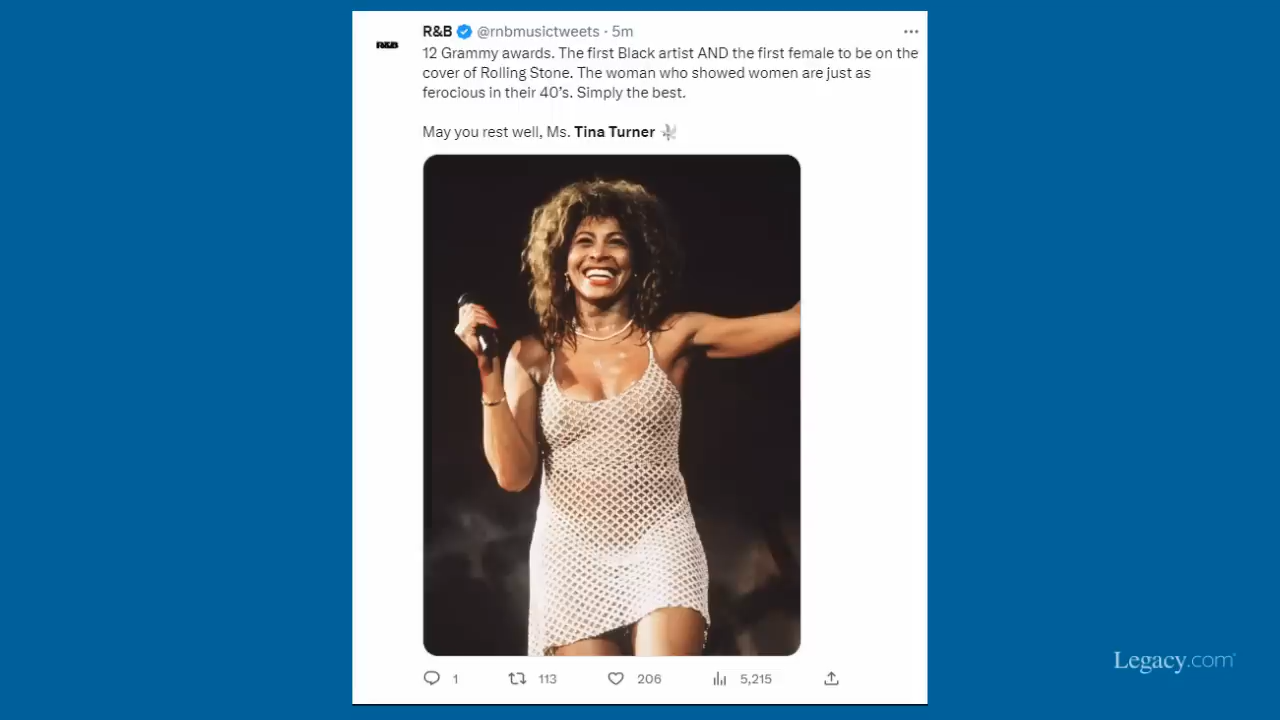 R&B @rnbmusictweets · 5m
R&B
12 Grammy awards. The first Black artist AND the first female to be on the
cover of Rolling Stone. The woman who showed women are just as
ferocious in their 40's. Simply the best.
May you rest well, Ms. Tina Turner 🕊
1 113 206 5,215
Legacy.com